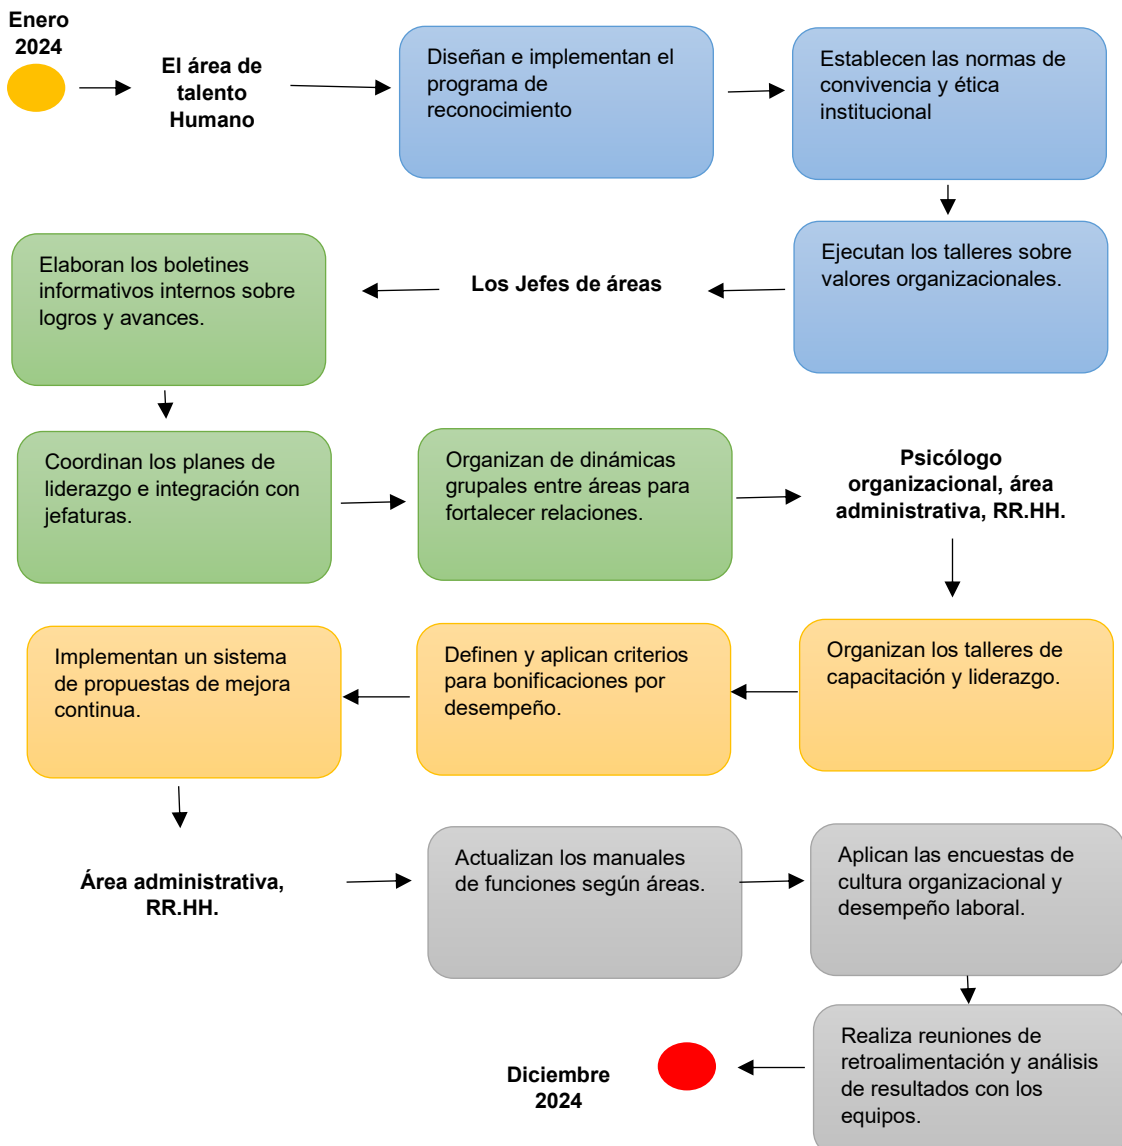 Enero
2024
El área de
talento
Humano
Diseñan e implementan el
programa de
reconocimiento
Establecen las normas de
convivencia y ética
institucional
Ejecutan los talleres sobre
valores organizacionales.
Los Jefes de áreas
Elaboran los boletines
informativos internos sobre
logros y avances.
Coordinan los planes de
liderazgo e integración con
jefaturas.
Organizan de dinámicas
grupales entre áreas para
fortalecer relaciones.
Psicólogo
organizacional, área
administrativa, RR.HH.
Organizan los talleres de
capacitación y liderazgo.
Definen y aplican criterios
para bonificaciones por
desempeño.
Implementan un sistema
de propuestas de mejora
continua.
Área administrativa,
RR.HH.
Actualizan los manuales
de funciones según áreas.
Aplican las encuestas de
cultura organizacional y
desempeño laboral.
Realiza reuniones de
retroalimentación y análisis
de resultados con los
equipos.
Diciembre
2024